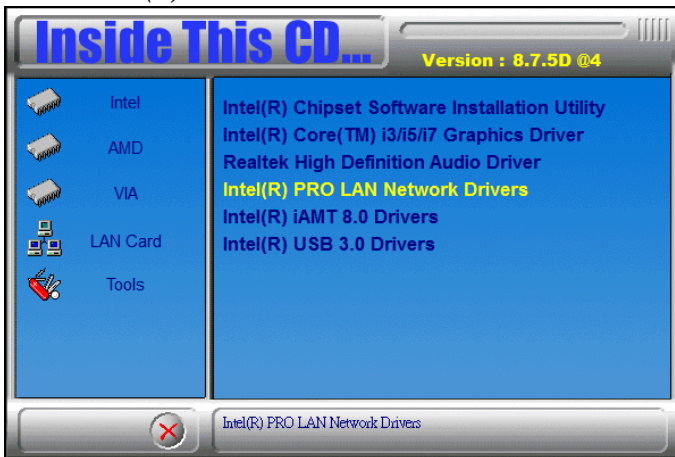 Inside This CD...
Version : 8.7.5D @4
Intel
AMD
VIA
LAN Card
Tools
Intel(R) Chipset Software Installation Utility
Intel(R) Core(TM) i3/i5/i7 Graphics Driver
Realtek High Definition Audio Driver
Intel(R) PRO LAN Network Drivers
Intel(R) iAMT 8.0 Drivers
Intel(R) USB 3.0 Drivers
Intel(R) PRO LAN Network Drivers